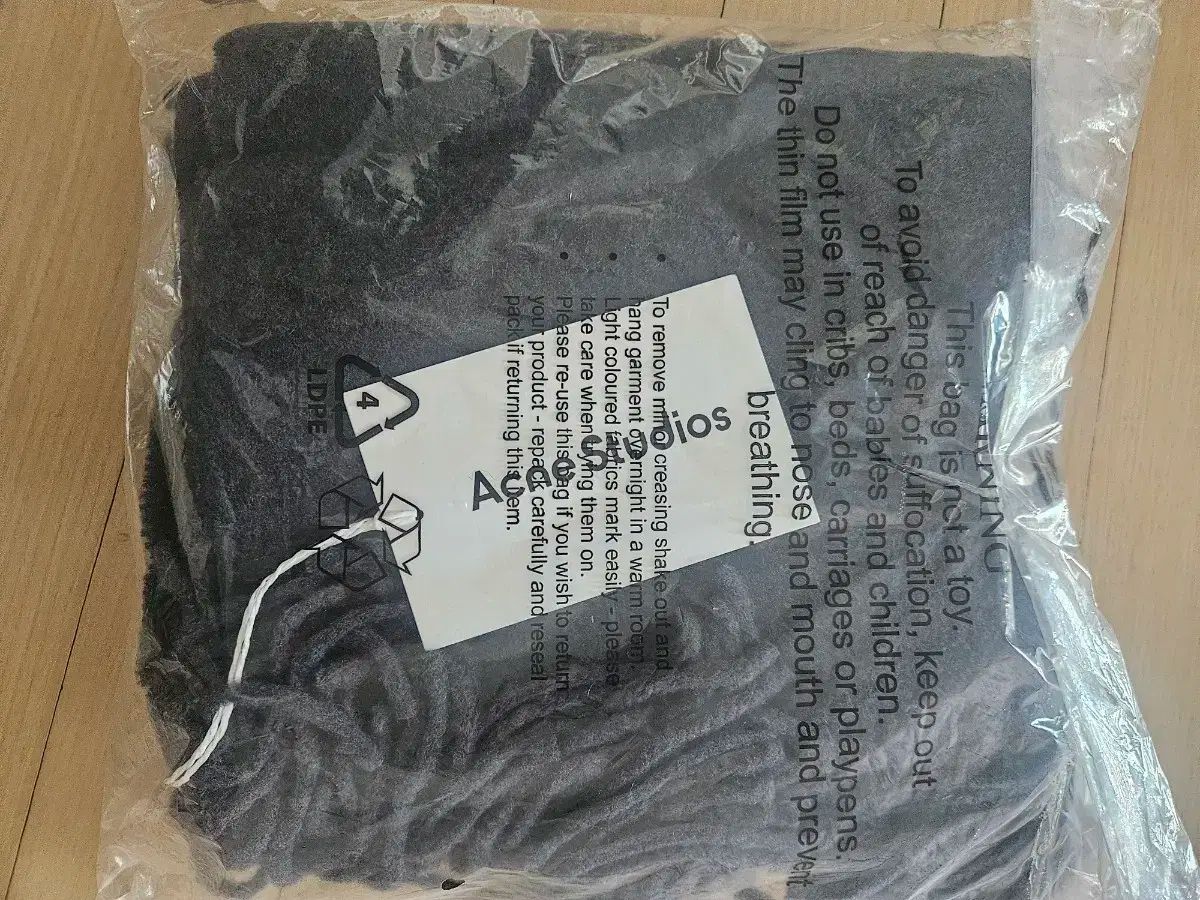 This bag is not a toy.
To avoid danger of suffocation, keep out
of reach of babies and children.
Do not use in cribs, beds, carriages or playpens.
The thin film may cling to nose and mouth and prevent
breathing.
• To remove minor creasing shake out and
hang garment overnight in a warm room.
• Light coloured fabrics mark easily - please
take care when trying them on.
• Please re-use this bag if you wish to return
your product - repack carefully and reseal
pack if returning this item.
Acne Studios
4
LDPE